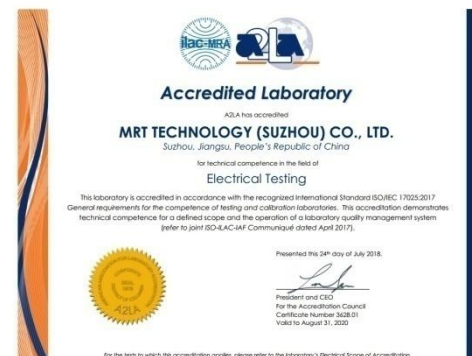 ilac-MRA
A2LA
Accredited Laboratory
A2LA has accredited
MRT TECHNOLOGY (SUZHOU) CO., LTD.
Suzhou, Jiangsu, People's Republic of China
for technical competence in the field of
Electrical Testing
This laboratory is accredited in accordance with the recognized International Standard ISO/IEC 17025:2017
General requirements for the competence of testing and calibration laboratories. This accreditation demonstrates
technical competence for a defined scope and the operation of a laboratory quality management system
(refer to joint ISO-ILAC-IAF Communiqué dated April 2017).
Presented this 24th day of July 2018.
President and CEO
For the Accreditation Council
Certificate Number 3628.01
Valid to August 31, 2020
A2LA
For the tests to which this accreditation applies, please refer to the laboratory's Electrical Scope of Accreditation